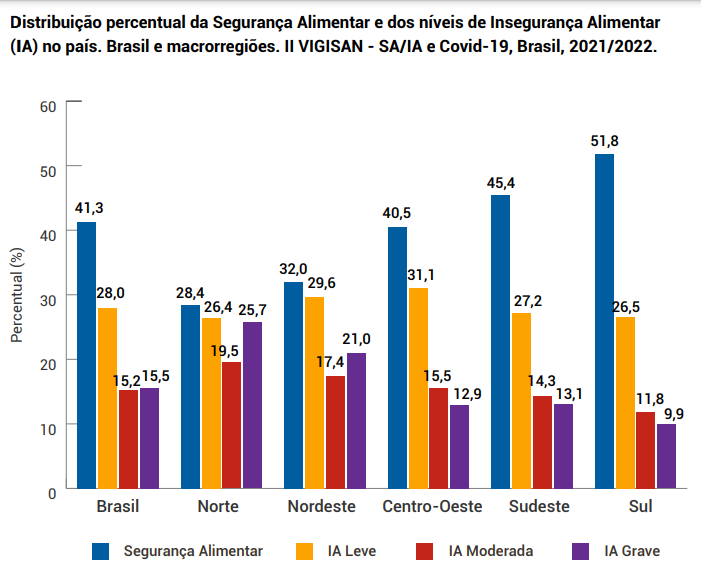 Distribuição percentual da Segurança Alimentar e dos níveis de Insegurança Alimentar
(IA) no país. Brasil e macrorregiões. II VIGISAN - SA/IA e Covid-19, Brasil, 2021/2022.
Percentual (%)
60
50
40
30
20
10
0
41,3 28,0 15,2 15,5
28,4 26,4 19,5 25,7
32,0 29,6 17,4 21,0
40,5 31,1 15,5 12,9
45,4 27,2 14,3 13,1
51,8 26,5 11,8 9,9
Brasil Norte Nordeste Centro-Oeste Sudeste Sul
Segurança Alimentar IA Leve IA Moderada IA Grave